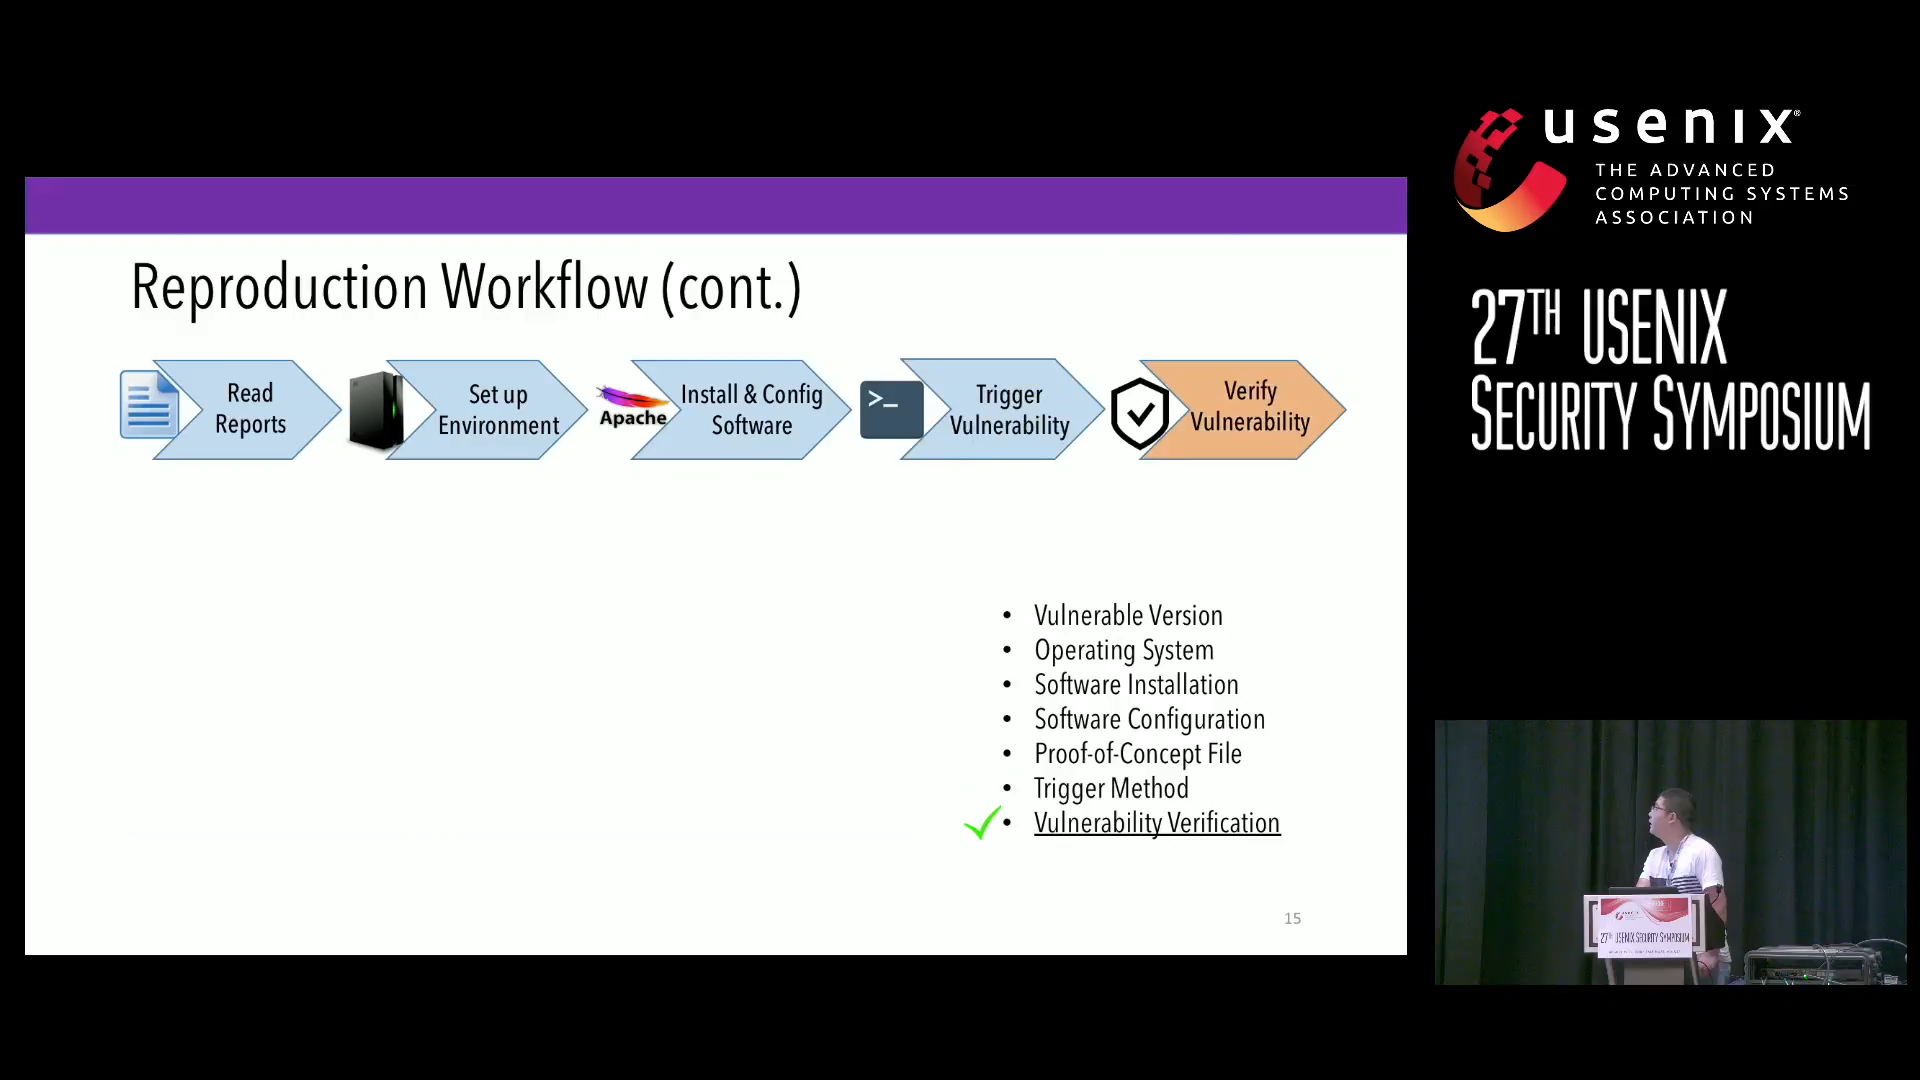 usenix®
THE ADVANCED
COMPUTING SYSTEMS
ASSOCIATION
27TH USENIX
SECURITY SYMPOSIUM
Reproduction Workflow (cont.)
Read
Reports
Set up
Environment
Apache
Install & Config
Software
>_
Trigger
Vulnerability
Verify
Vulnerability
• Vulnerable Version
• Operating System
• Software Installation
• Software Configuration
• Proof-of-Concept File
• Trigger Method
• Vulnerability Verification
15
usenix
27TH USENIX SECURITY SYMPOSIUM